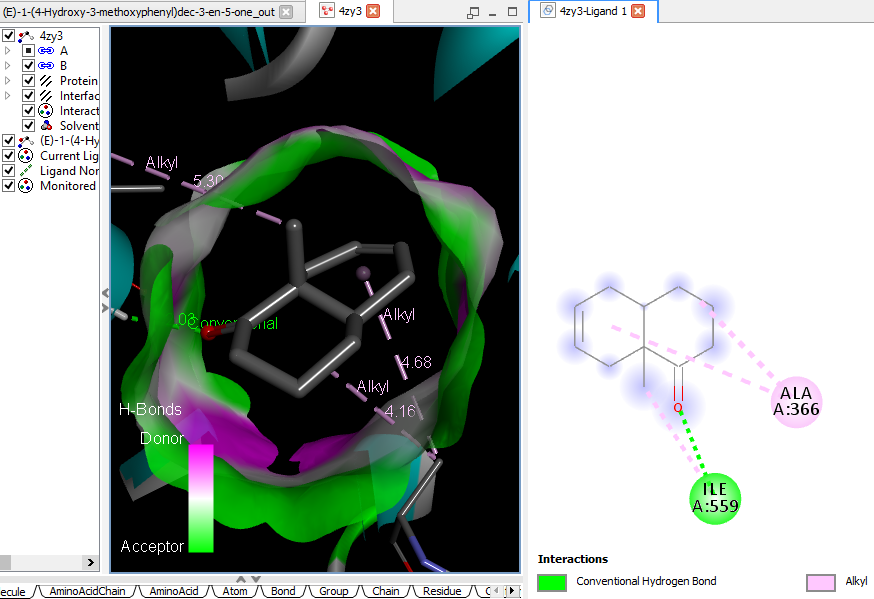 (E)-1-(4-Hydroxy-3-methoxyphenyl)dec-3-en-5-one_out
4zy3
4zy3-Ligand 1
4zy3
A
B
Protein
Interfac
Interact
Solvent
(E)-1-(4-Hy
Current Lig
Ligand Nor
Monitored
Alkyl
5.30
Conventional
Alkyl
4.68
Alkyl
4.16
H-Bonds
Donor
Acceptor
O
ALA
A:366
ILE
A:559
Interactions
Conventional Hydrogen Bond
Alkyl
ecule
AminoAcidChain
AminoAcid
Atom
Bond
Group
Chain
Residue